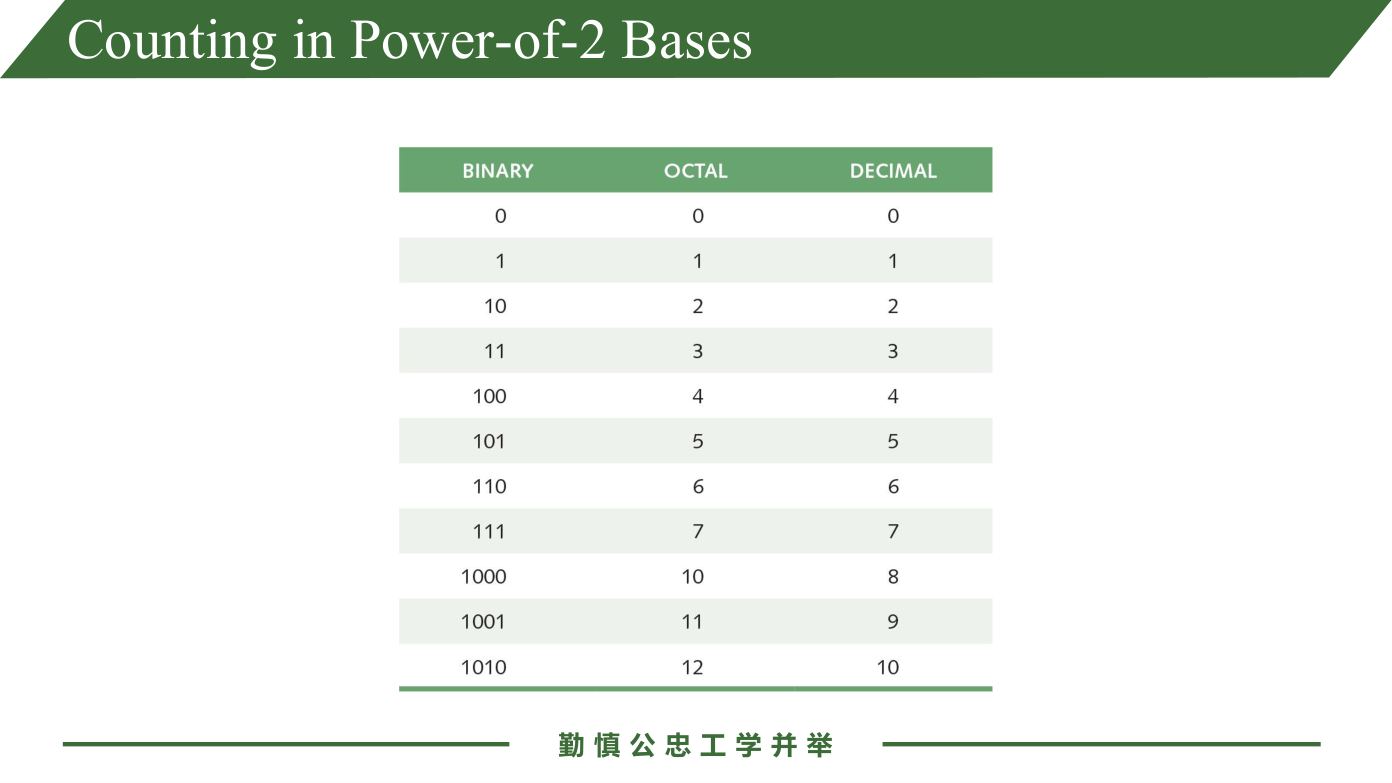 Counting in Power-of-2 Bases
BINARY OCTAL DECIMAL
0 0 0
1 1 1
10 2 2
11 3 3
100 4 4
101 5 5
110 6 6
111 7 7
1000 10 8
1001 11 9
1010 12 10
勤慎公忠工学并举